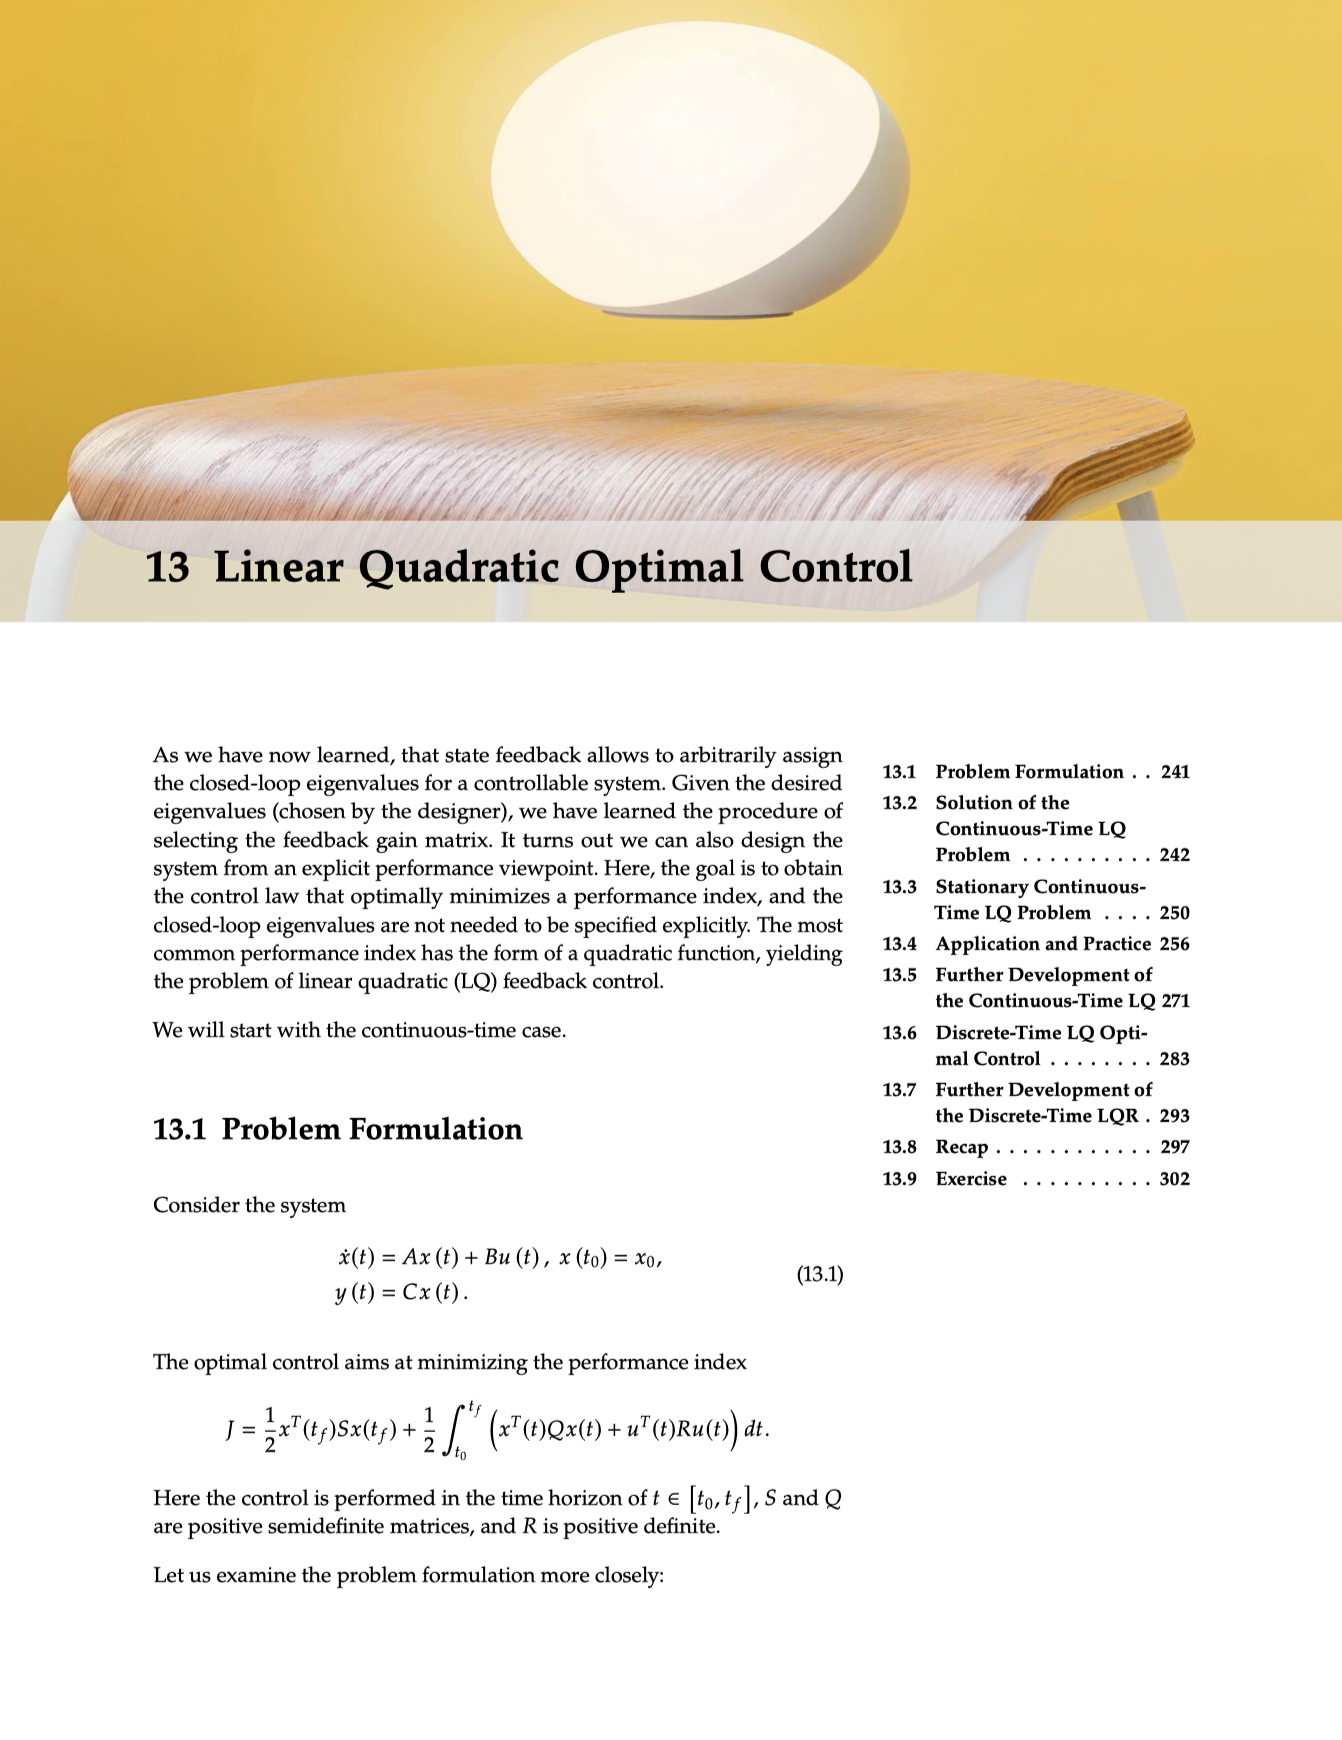 13 Linear Quadratic Optimal Control
As we have now learned, that state feedback allows to arbitrarily assign
the closed-loop eigenvalues for a controllable system. Given the desired
eigenvalues (chosen by the designer), we have learned the procedure of
selecting the feedback gain matrix. It turns out we can also design the
system from an explicit performance viewpoint. Here, the goal is to obtain
the control law that optimally minimizes a performance index, and the
closed-loop eigenvalues are not needed to be specified explicitly. The most
common performance index has the form of a quadratic function, yielding
the problem of linear quadratic (LQ) feedback control.
We will start with the continuous-time case.
13.1 Problem Formulation
Consider the system
ẋ(t) = Ax (t) + Bu (t) , x (t₀) = x₀,
y (t) = Cx (t) .
(13.1)
The optimal control aims at minimizing the performance index
J = 1/2 xᵀ(t_f)Sx(t_f) + 1/2 ∫_{t₀}^{t_f} (xᵀ(t)Qx(t) + uᵀ(t)Ru(t)) dt.
Here the control is performed in the time horizon of t ∈ [t₀, t_f], S and Q
are positive semidefinite matrices, and R is positive definite.
Let us examine the problem formulation more closely:
13.1 Problem Formulation . . 241
13.2 Solution of the
Continuous-Time LQ
Problem . . . . . . . . . . 242
13.3 Stationary Continuous-
Time LQ Problem . . . . 250
13.4 Application and Practice 256
13.5 Further Development of
the Continuous-Time LQ 271
13.6 Discrete-Time LQ Opti-
mal Control . . . . . . . . 283
13.7 Further Development of
the Discrete-Time LQR . 293
13.8 Recap . . . . . . . . . . . . 297
13.9 Exercise . . . . . . . . . . 302